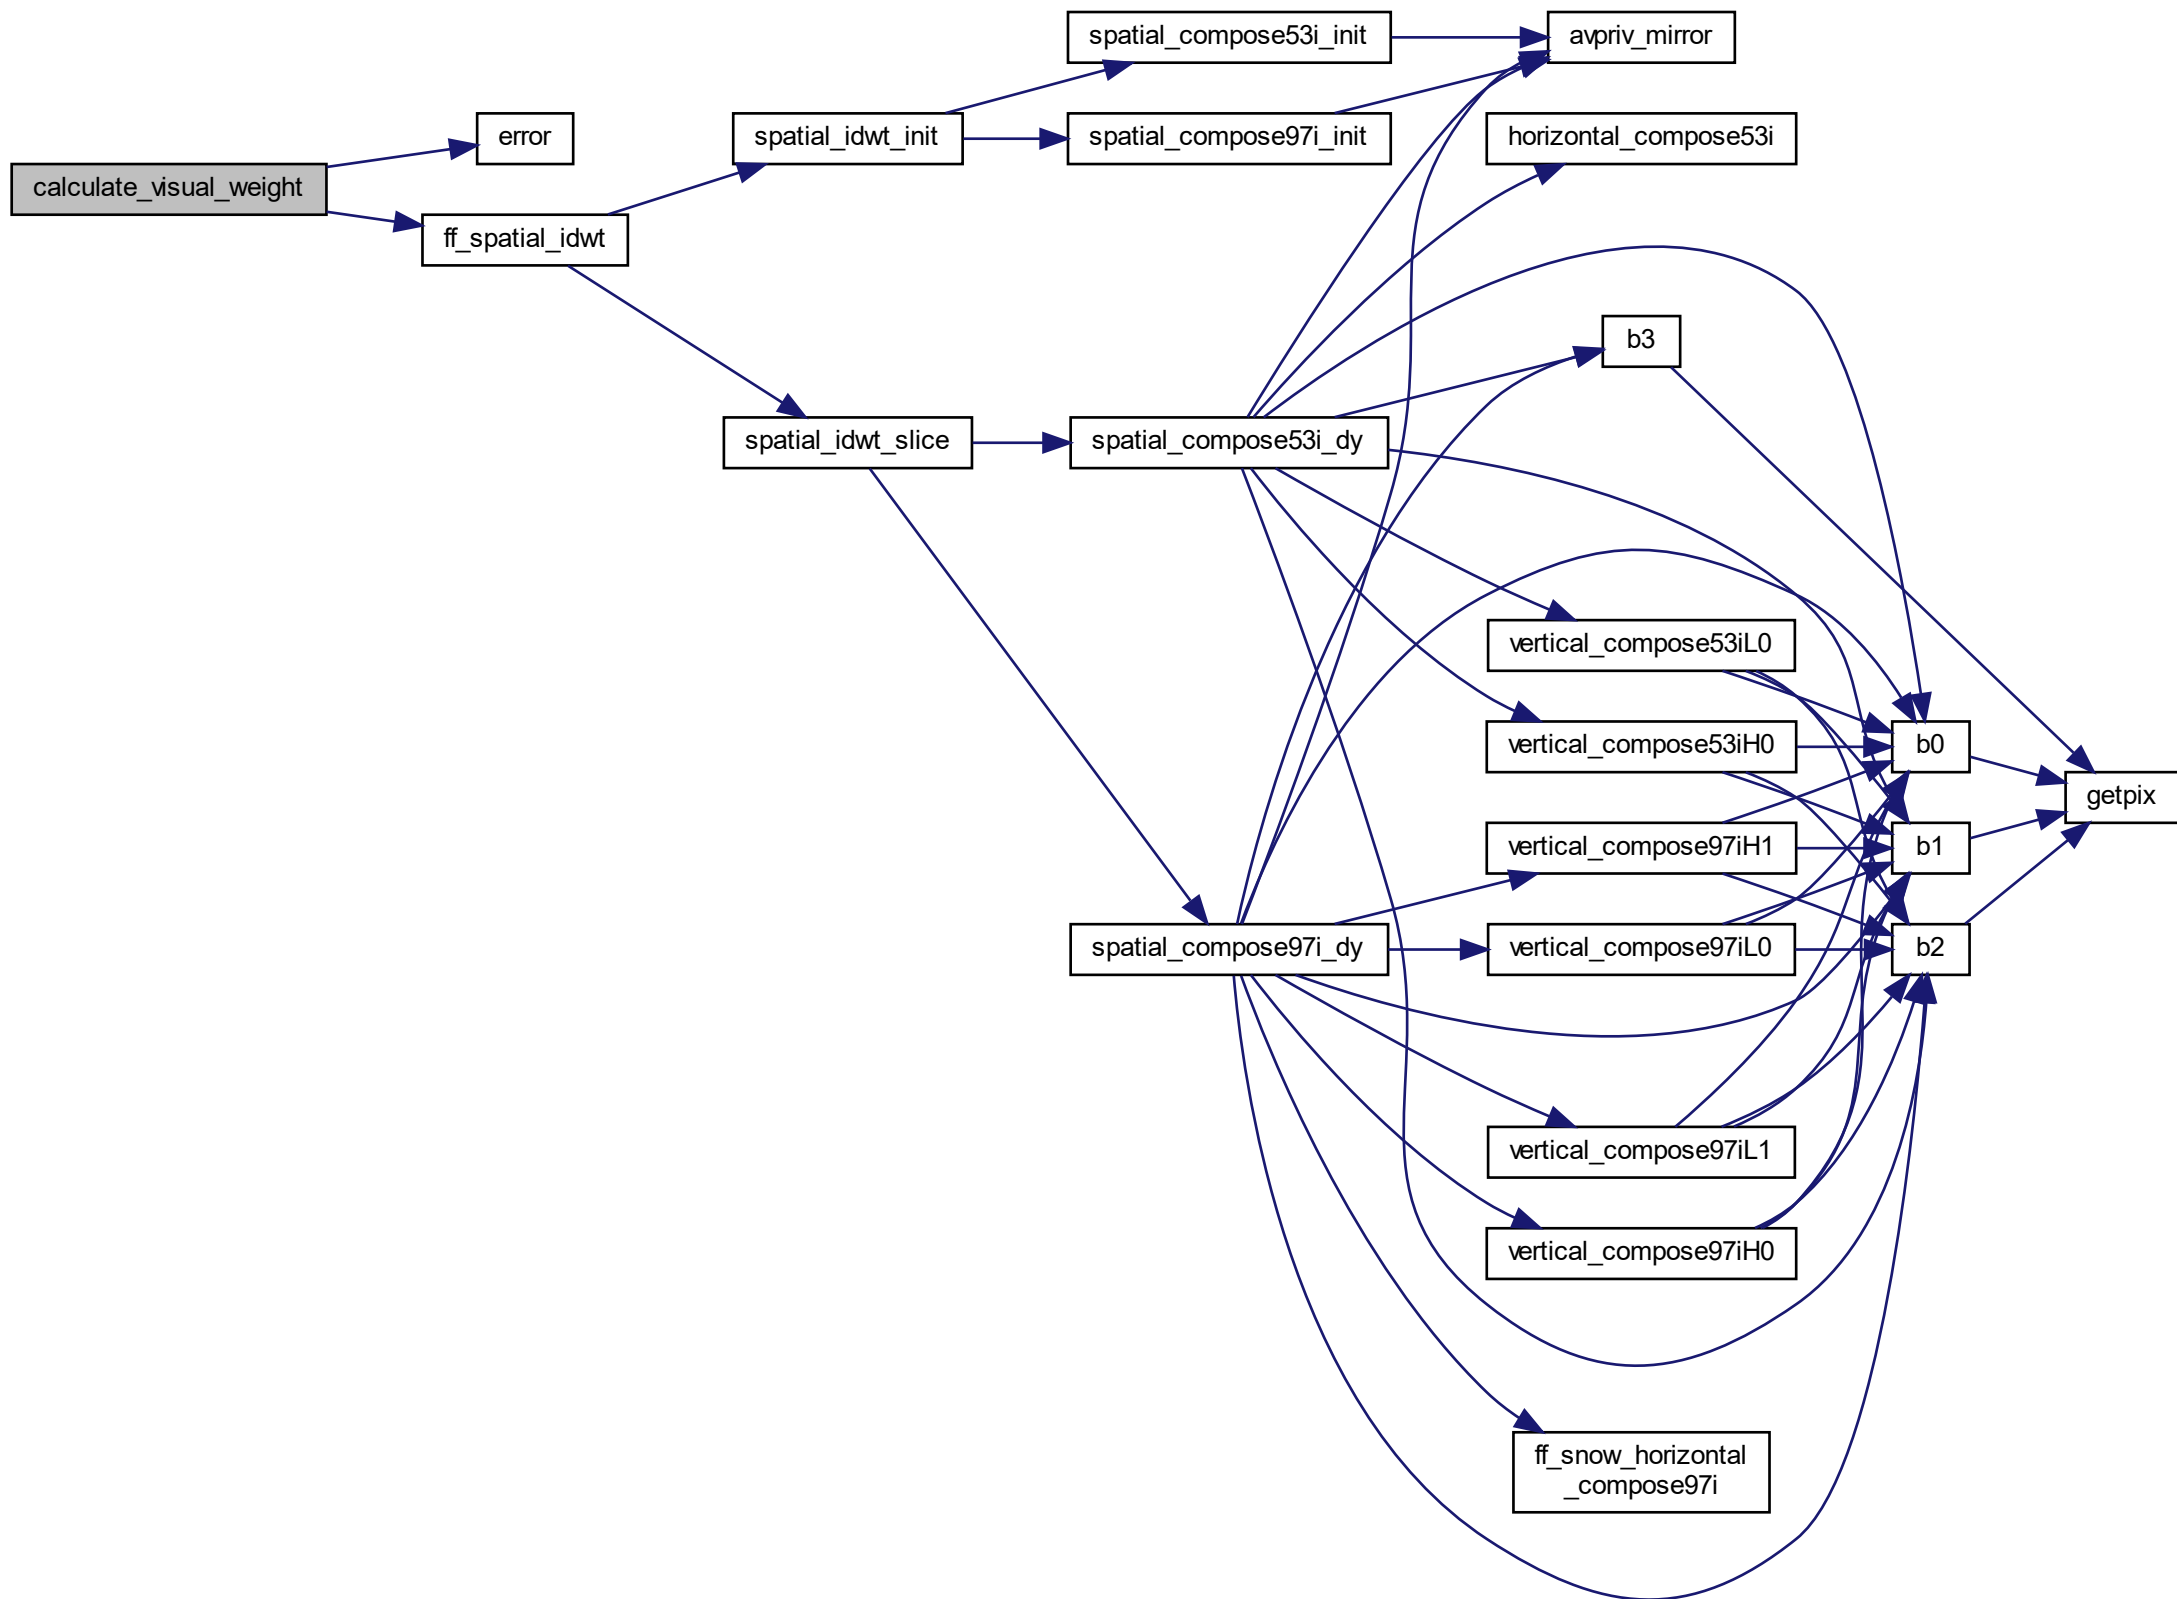 spatial_compose53i_init
avpriv_mirror
error
spatial_idwt_init
spatial_compose97i_init
horizontal_compose53i
calculate_visual_weight
ff_spatial_idwt
b3
spatial_idwt_slice
spatial_compose53i_dy
vertical_compose53iL0
vertical_compose53iH0
b0
getpix
vertical_compose97iH1
b1
spatial_compose97i_dy
vertical_compose97iL0
b2
vertical_compose97iL1
vertical_compose97iH0
ff_snow_horizontal
_compose97i